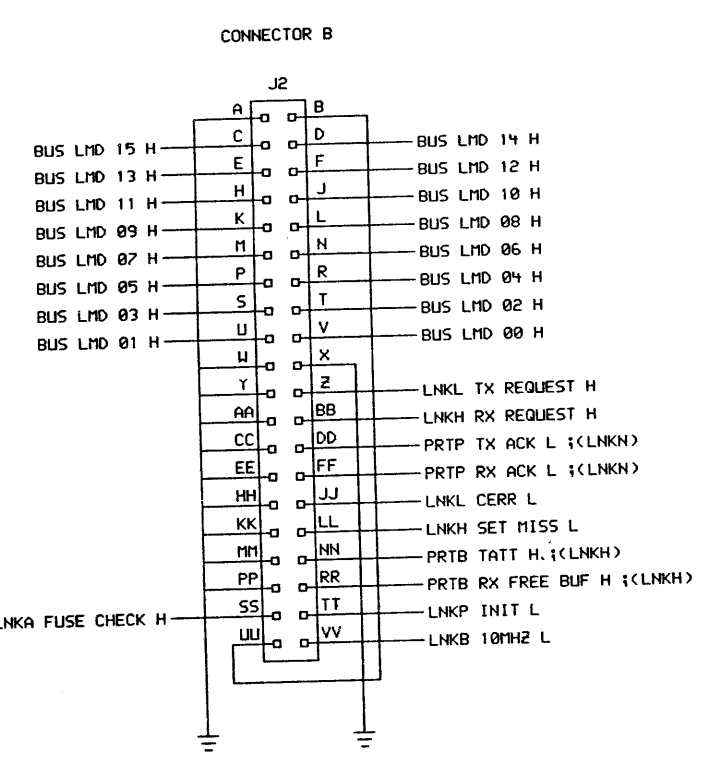 CONNECTOR B
J2
A B
BUS LMD 15 H C D BUS LMD 14 H
BUS LMD 13 H E F BUS LMD 12 H
BUS LMD 11 H H J BUS LMD 10 H
BUS LMD 09 H K L BUS LMD 08 H
BUS LMD 07 H M N BUS LMD 06 H
BUS LMD 05 H P R BUS LMD 04 H
BUS LMD 03 H S T BUS LMD 02 H
BUS LMD 01 H U V BUS LMD 00 H
W X
Y Z LNKL TX REQUEST H
AA BB LNKH RX REQUEST H
CC DD PRTP TX ACK L ;(LNKN)
EE FF PRTP RX ACK L ;(LNKN)
HH JJ LNKL CERR L
KK LL LNKH SET MISS L
MM NN PRTB TATT H.;(LNKH)
PP RR PRTB RX FREE BUF H ;(LNKH)
LNKA FUSE CHECK H SS TT LNKP INIT L
UU VV LNKB 10MHZ L